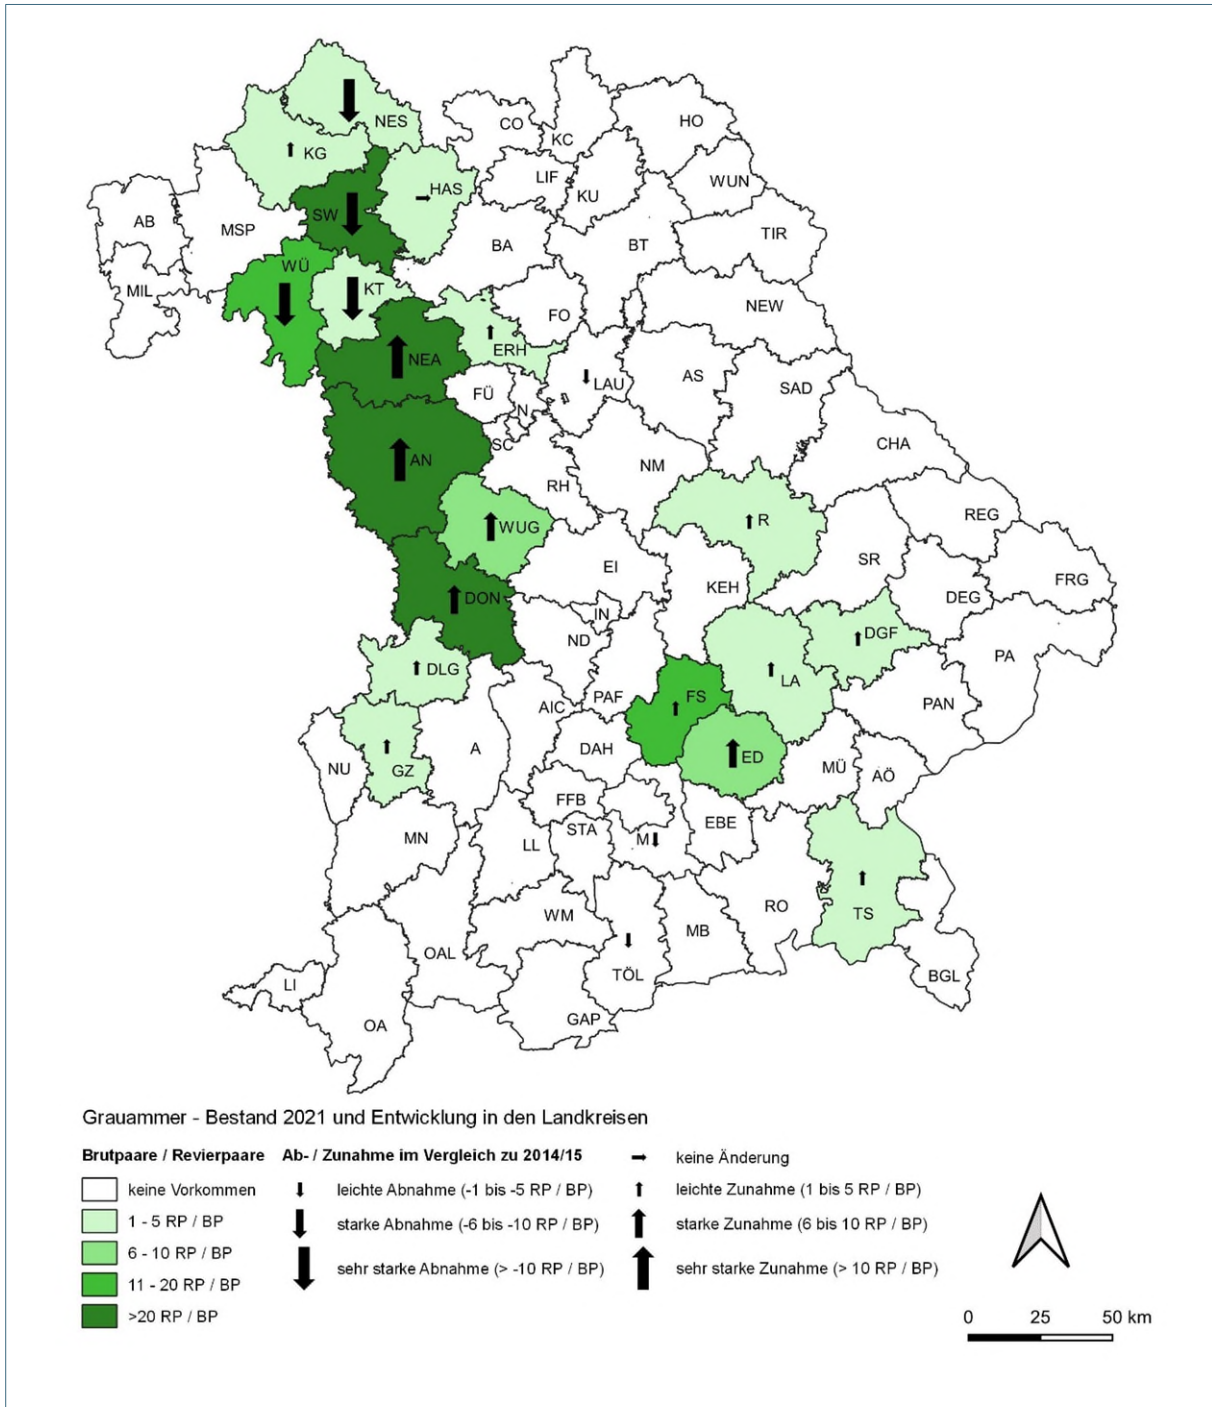 NES
CO
KC
HO
KG
HAS
LIF
KU
WUN
AB
MSP
SW
BA
BT
TIR
WÜ
MIL
KT
NEW
FO
ERH
NEA
FÜ
N
LAU
AS
SAD
SC
AN
NM
CHA
RH
WUG
R
REG
EI
KEH
SR
FRG
DEG
DON
IN
ND
DGF
PA
DLG
LA
AIC
PAF
FS
PAN
A
DAH
ED
NU
GZ
MÜ
AÖ
FFB
STA
EBE
MN
LL
M
WM
MB
RO
TS
OAL
TÖL
BGL
LI
OA
GAP
Grauammer - Bestand 2021 und Entwicklung in den Landkreisen
Brutpaare / Revierpaare Ab- / Zunahme im Vergleich zu 2014/15 keine Änderung
keine Vorkommen leichte Abnahme (-1 bis -5 RP / BP) leichte Zunahme (1 bis 5 RP / BP)
1 - 5 RP / BP starke Abnahme (-6 bis -10 RP / BP) starke Zunahme (6 bis 10 RP / BP)
6 - 10 RP / BP sehr starke Abnahme (> -10 RP / BP) sehr starke Zunahme (> 10 RP / BP)
11 - 20 RP / BP
>20 RP / BP
0 25 50 km